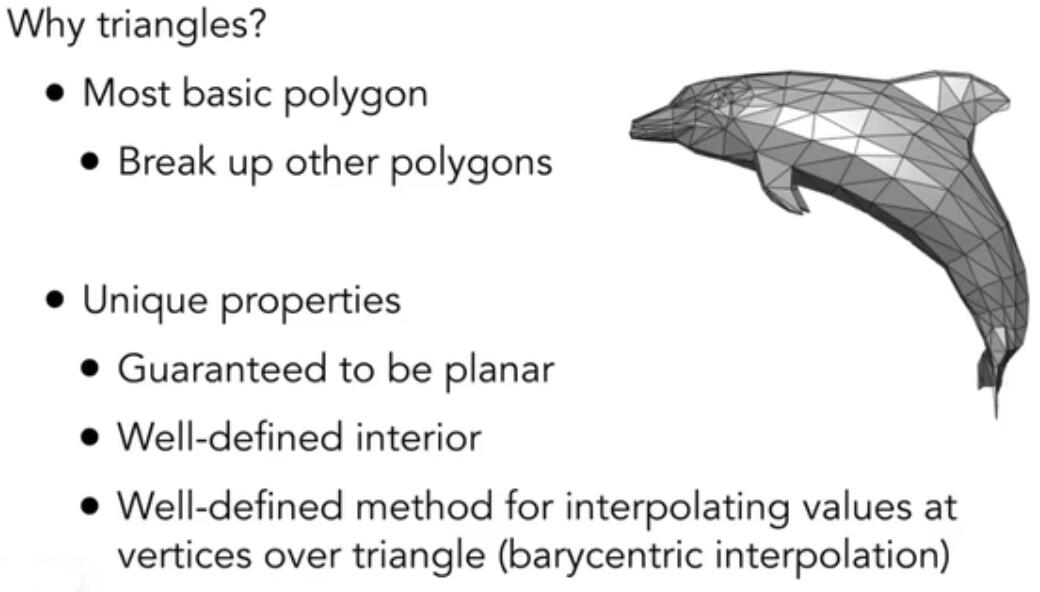 Why triangles?
• Most basic polygon
• Break up other polygons
• Unique properties
• Guaranteed to be planar
• Well-defined interior
• Well-defined method for interpolating values at
vertices over triangle (barycentric interpolation)